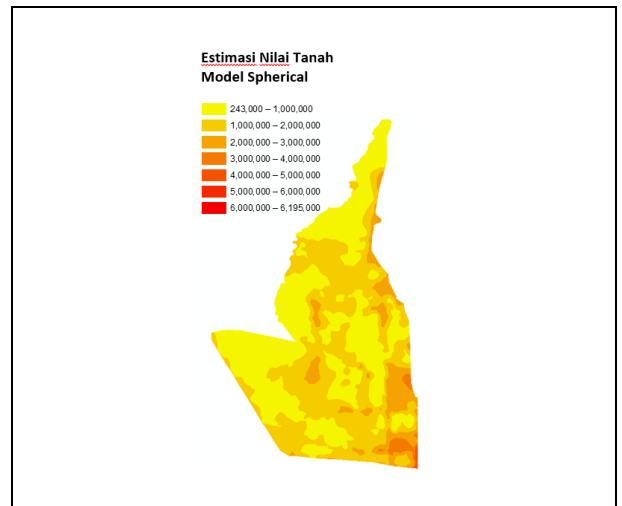 Estimasi Nilai Tanah
Model Spherical
243,000 – 1,000,000
1,000,000 – 2,000,000
2,000,000 – 3,000,000
3,000,000 – 4,000,000
4,000,000 – 5,000,000
5,000,000 – 6,000,000
6,000,000 – 6,195,000